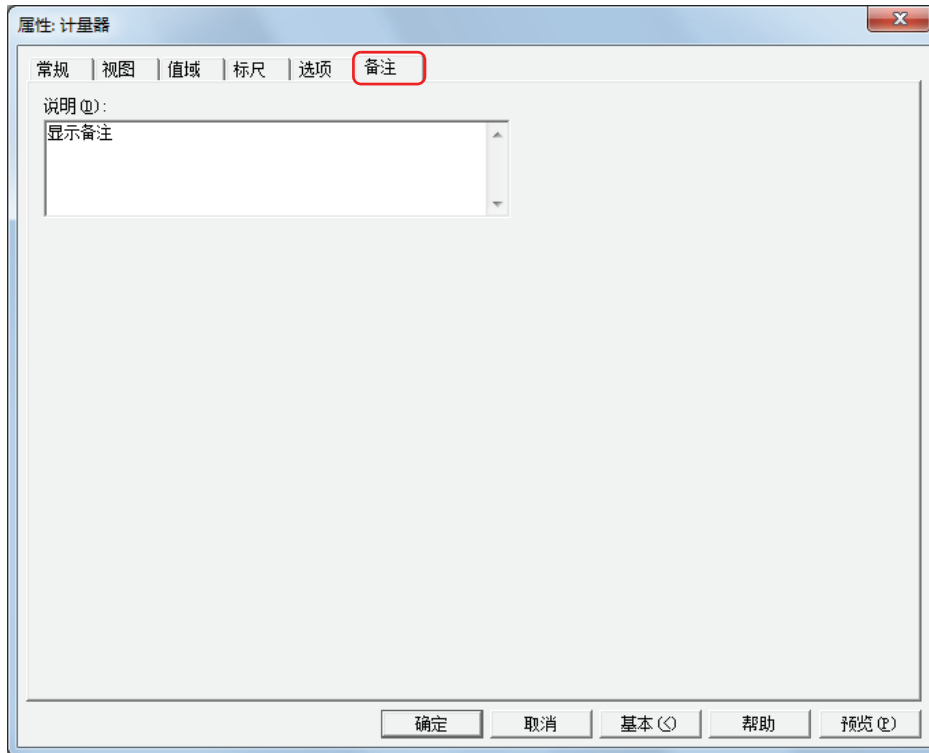 属性: 计量器
常规 视图 值域 标尺 选项 备注
说明(D):
显示备注
确定 取消 基本(<) 帮助 预览(P)